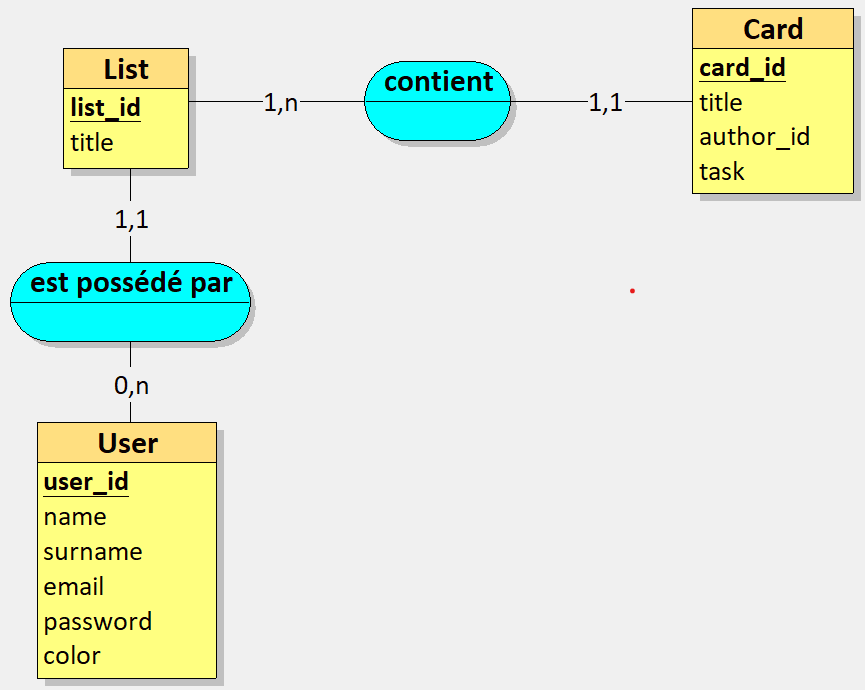 List
list_id
title
1,n
contient
1,1
Card
card_id
title
author_id
task
1,1
est possédé par
0,n
User
user_id
name
surname
email
password
color